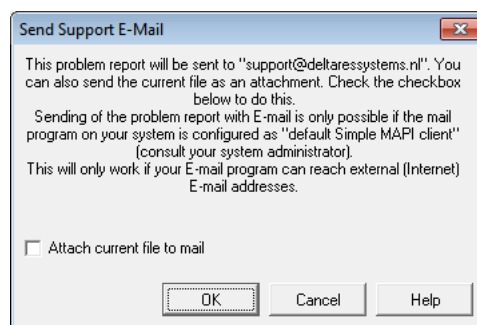 Send Support E-Mail
This problem report will be sent to "support@deltaressystems.nl". You
can also send the current file as an attachment. Check the checkbox
below to do this.
Sending of the problem report with E-mail is only possible if the mail
program on your system is configured as "default Simple MAPI client"
(consult your system administrator).
This will only work if your E-mail program can reach external (Internet)
E-mail addresses.
Attach current file to mail
OK Cancel Help